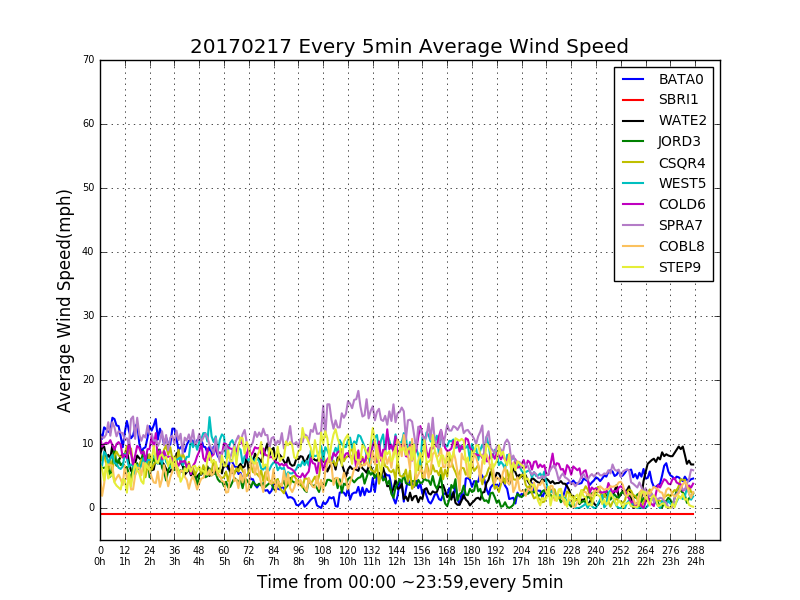 20170217 Every 5min Average Wind Speed
70
60
50
40
30
20
10
0
Average Wind Speed(mph)
BATA0
SBRI1
WATE2
JORD3
CSQR4
WEST5
COLD6
SPRA7
COBL8
STEP9
0 12 24 36 48 60 72 84 96 108 120 132 144 156 168 180 192 204 216 228 240 252 264 276 288
0h 1h 2h 3h 4h 5h 6h 7h 8h 9h 10h 11h 12h 13h 14h 15h 16h 17h 18h 19h 20h 21h 22h 23h 24h
Time from 00:00 ~23:59,every 5min